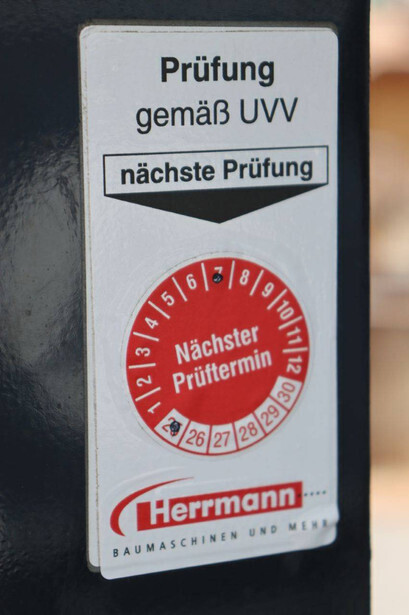 Prüfung
gemäß UVV
nächste Prüfung
1 2 3 4 5 6 7 8 9 10 11 12
Nächster
Prüftermin
26 27 28 29 30
Herrmann
BAUMASCHINEN UND MEHR